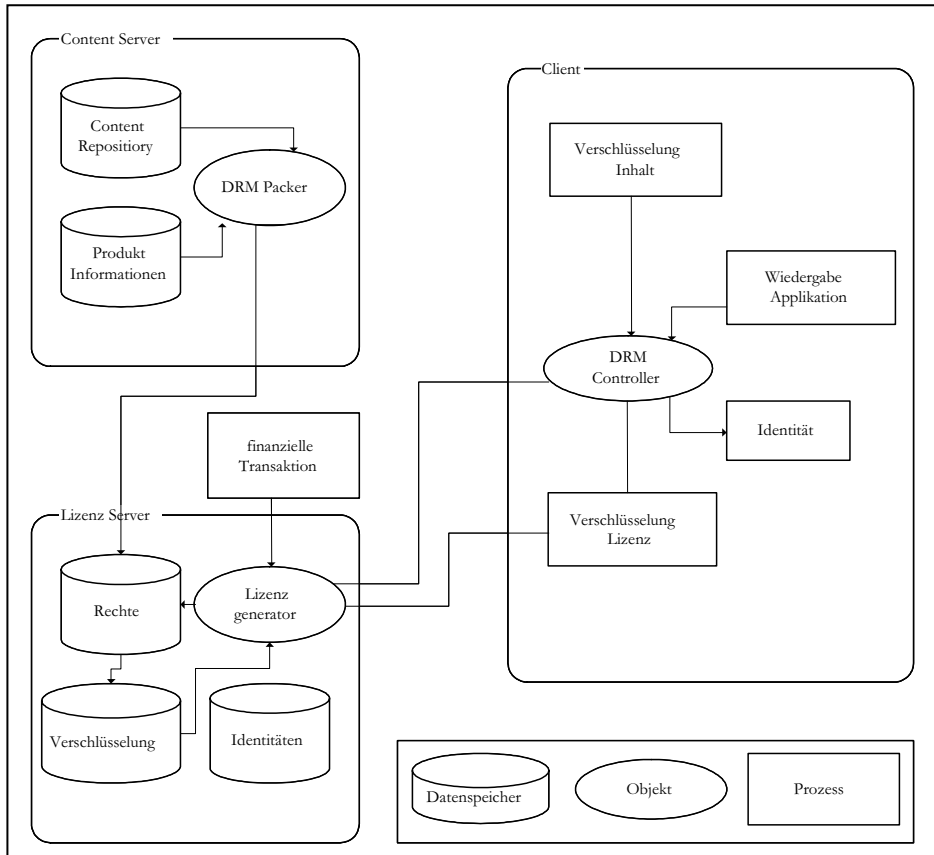 Content Server
Content
Repositiory
DRM Packer
Produkt
Informationen
Client
Verschlüsselung
Inhalt
Wiedergabe
Applikation
DRM
Controller
Identität
Verschlüsselung
Lizenz
finanzielle
Transaktion
Lizenz Server
Rechte
Lizenz
generator
Verschlüsselung
Identitäten
Datenspeicher
Objekt
Prozess